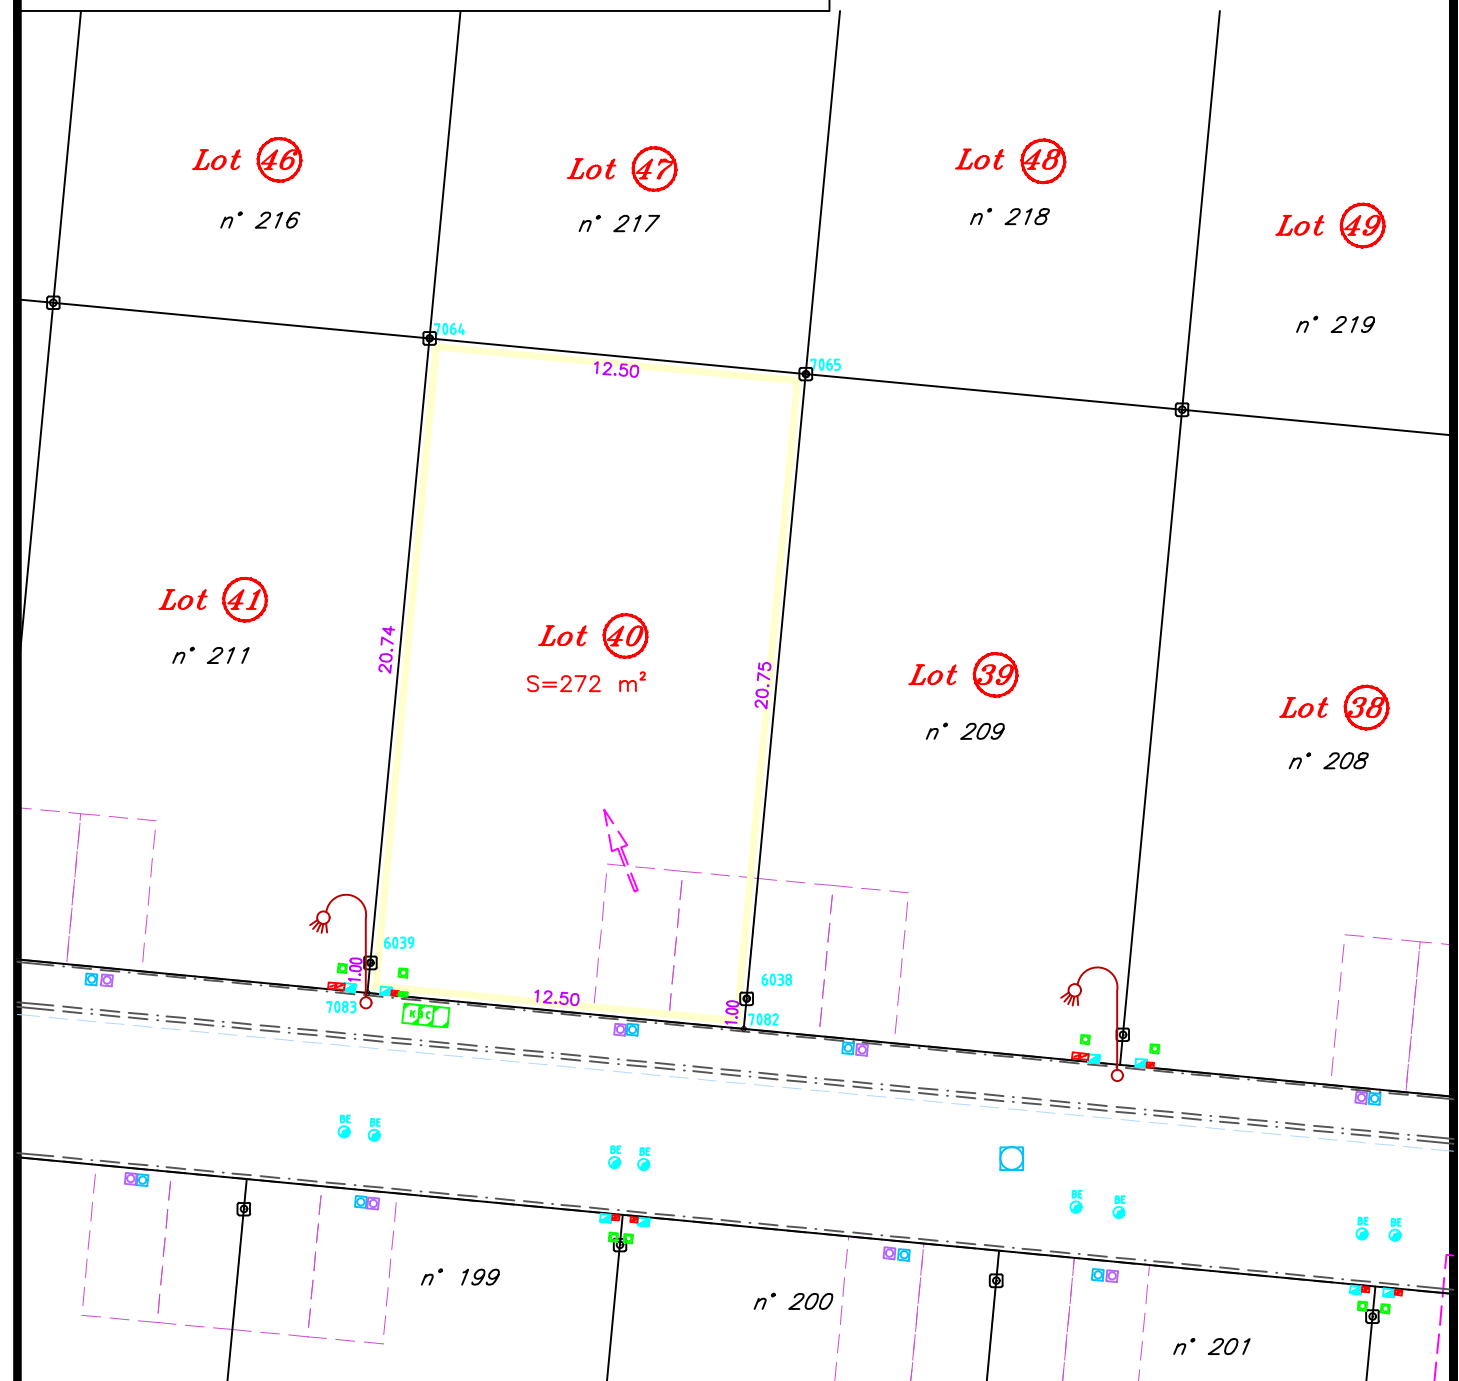 Lot 46
n° 216
Lot 47
n° 217
Lot 48
n° 218
Lot 49
n° 219
7064
12.50
7065
Lot 41
n° 211
20.74
Lot 40
S=272 m²
20.75
Lot 39
n° 209
Lot 38
n° 208
6039
1.00
7083
KBC
12.50
6038
1.00
7082
BE
BE
BE
BE
BE
BE
BE
BE
n° 199
n° 200
n° 201